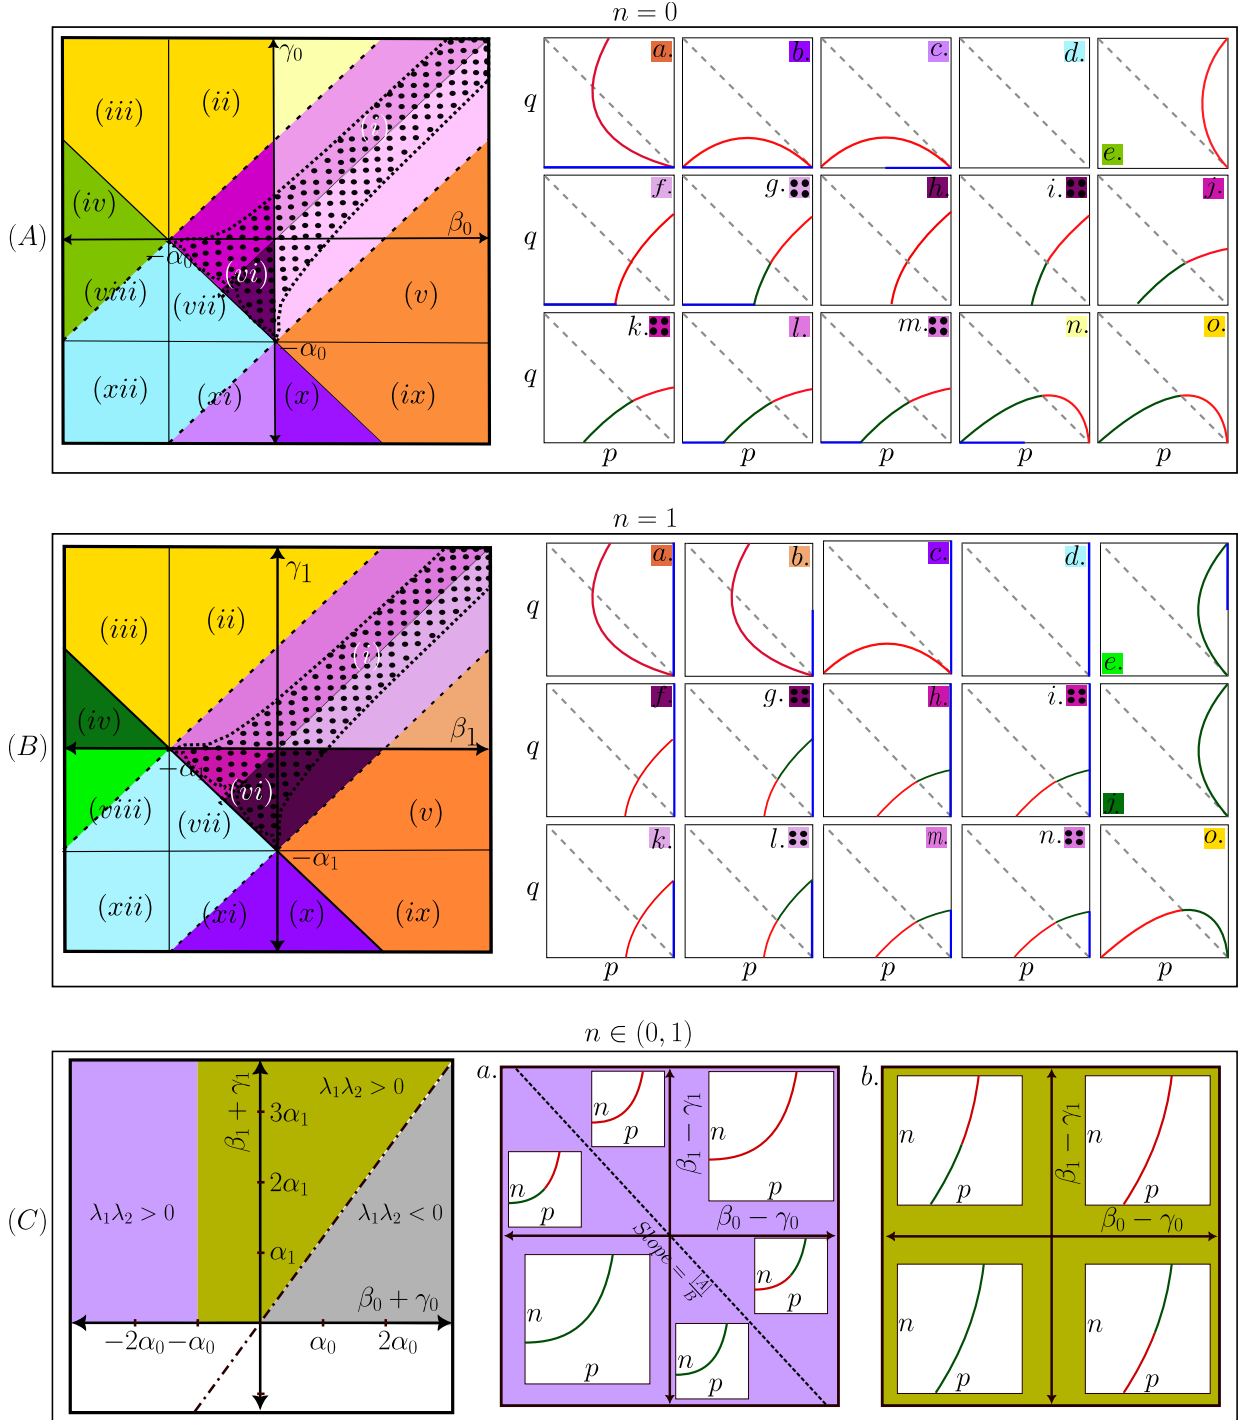 n = 0
(A)
γ₀
β₀
−α₀
−α₀
(i)
(ii)
(iii)
(iv)
(v)
(vi)
(vii)
(viii)
(ix)
(x)
(xi)
(xii)
q
a.
b.
c.
d.
e.
q
f.
g.
h.
i.
j.
q
k.
l.
m.
n.
o.
p p p p p
n = 1
(B)
γ₁
β₁
−α₁
(i)
(ii)
(iii)
(iv)
(v)
(vi)
(vii)
(viii)
(ix)
(x)
(xi)
(xii)
q
a.
b.
c.
d.
e.
q
f.
g.
h.
i.
j.
q
k.
l.
m.
n.
o.
p p p p p
n ∈ (0, 1)
(C)
β₁ + γ₁
λ₁λ₂ > 0
3α₁
2α₁
λ₁λ₂ > 0
λ₁λ₂ < 0
α₁
β₀ + γ₀
−2α₀ −α₀ α₀ 2α₀
a.
β₁ − γ₁
β₀ − γ₀
Slope = |A|/B
n p
n p
n p
n p
n p
n p
b.
β₁ − γ₁
β₀ − γ₀
n p
n p
n p
n p